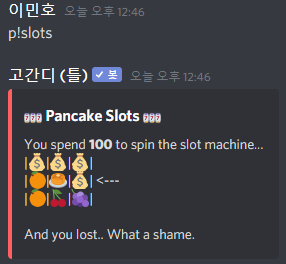 이민호 오늘 오후 12:46
p!slots
고간디 (틀) ✓ 봇 오늘 오후 12:46
🎰 Pancake Slots 🎰
You spend 100 to spin the slot machine...
|💰|💰|💰|
|🍊|🥞|💰| <---
|🍊|🍒|🍇|
And you lost.. What a shame.